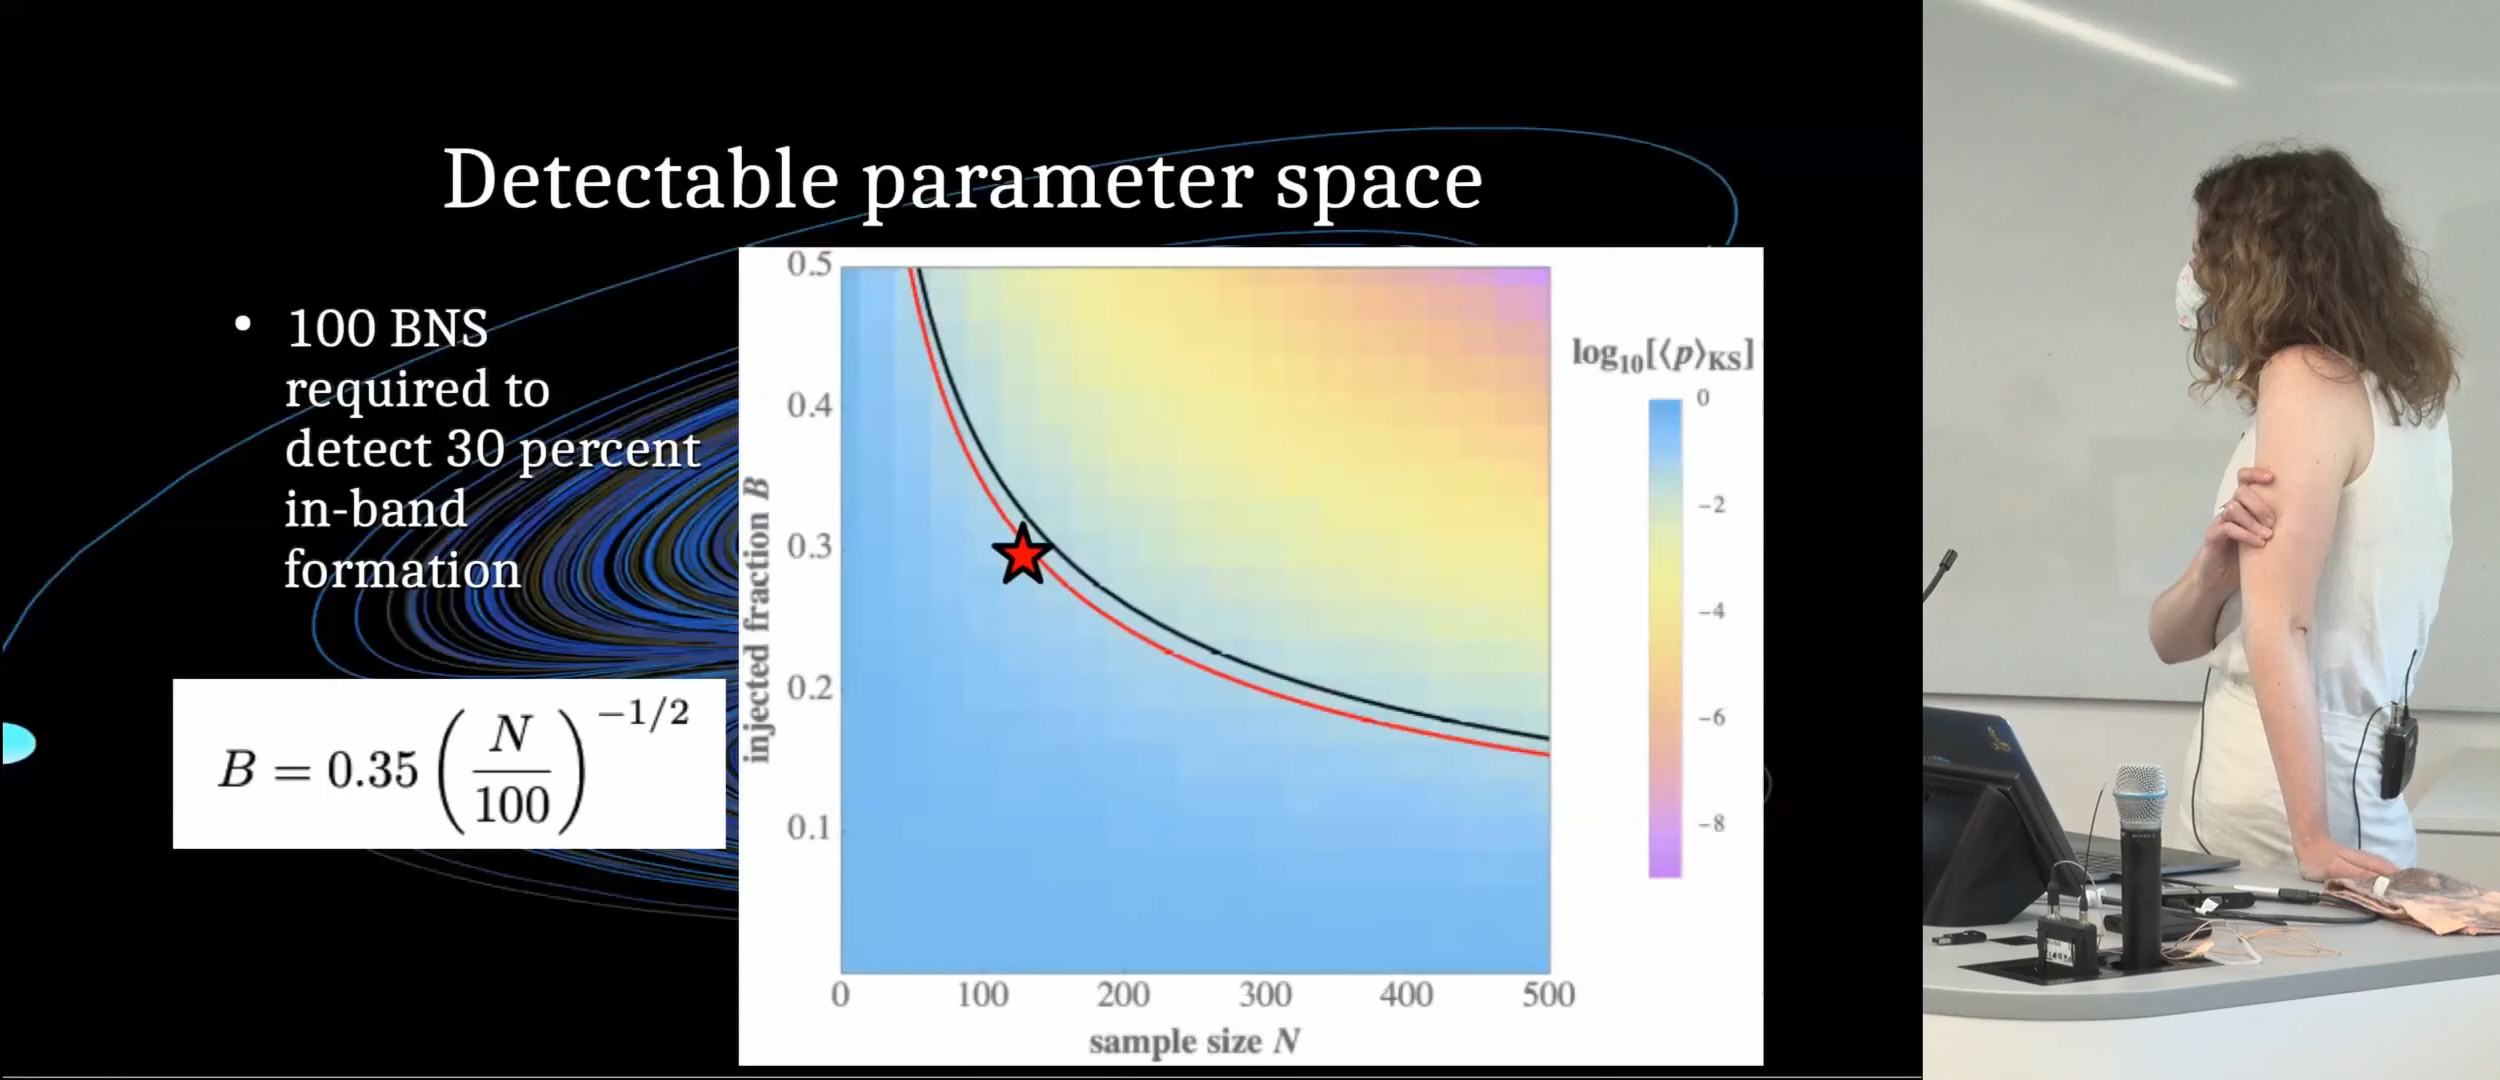 Detectable parameter space
• 100 BNS
required to
detect 30 percent
in-band
formation
B = 0.35 (N/100)^{-1/2}
0.5
0.4
0.3
0.2
0.1
injected fraction B
0
100
200
300
400
500
sample size N
log₁₀[⟨p⟩KS]
0
−2
−4
−6
−8